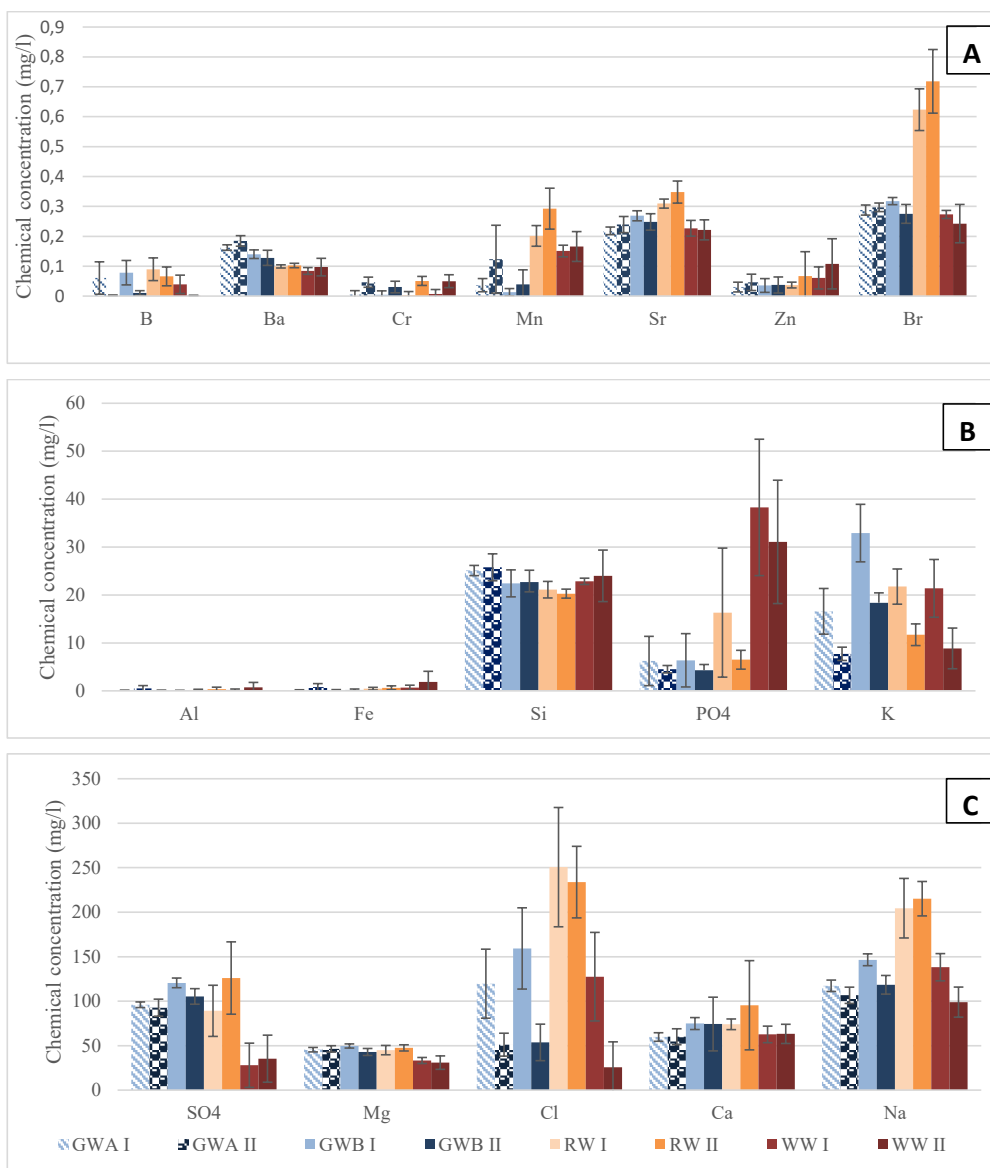 A
Chemical concentration (mg/l)
0,9
0,8
0,7
0,6
0,5
0,4
0,3
0,2
0,1
0
B Ba Cr Mn Sr Zn Br
B
Chemical concentration (mg/l)
60
50
40
30
20
10
0
Al Fe Si PO4 K
C
Chemical concentration (mg/l)
350
300
250
200
150
100
50
0
SO4 Mg Cl Ca Na
GWA I GWA II GWB I GWB II RW I RW II WW I WW II